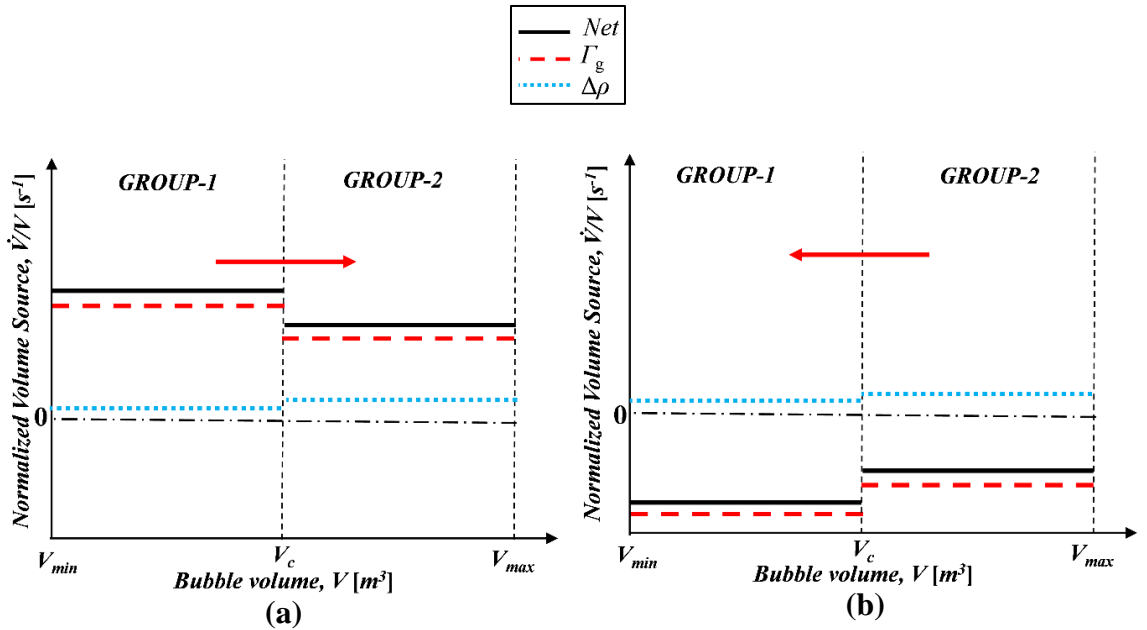 Net
Γg
Δρ
Normalized Volume Source, V̇/V [s⁻¹]
GROUP-1
GROUP-2
0
Vmin
Vc
Vmax
Bubble volume, V [m³]
(a)
Normalized Volume Source, V̇/V [s⁻¹]
GROUP-1
GROUP-2
0
Vmin
Vc
Vmax
Bubble volume, V [m³]
(b)